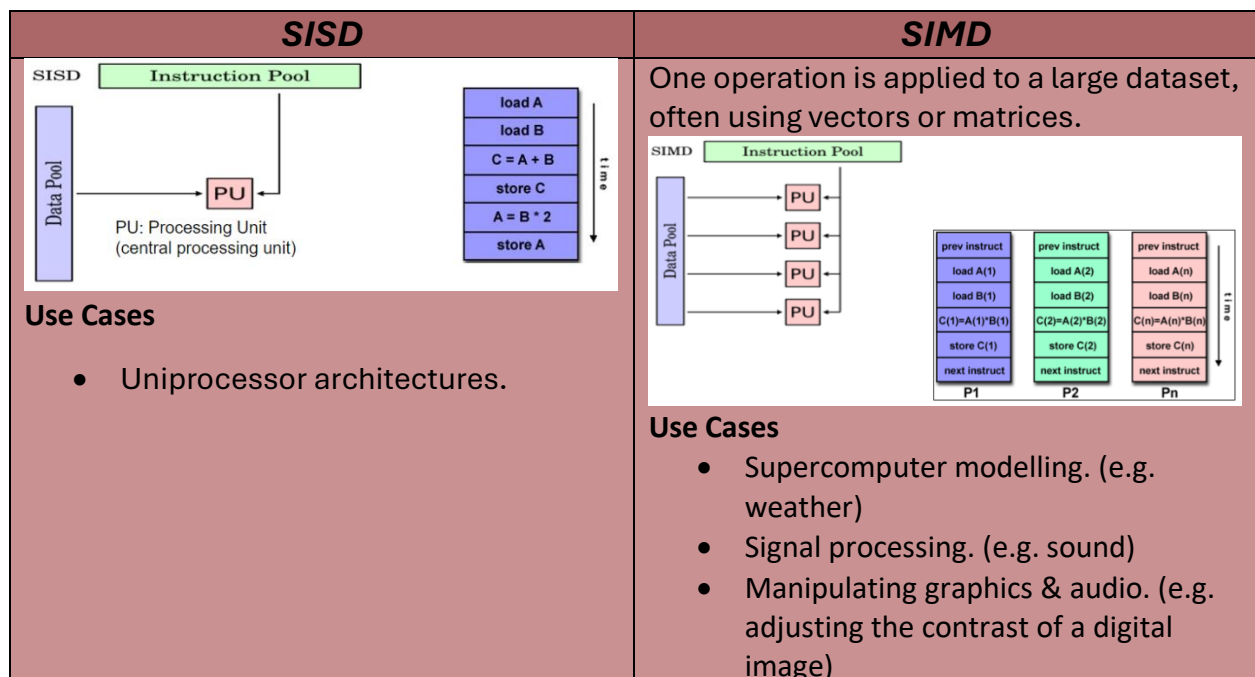 SISD
SISD
Instruction Pool
Data Pool
PU
PU: Processing Unit
(central processing unit)
load A
load B
C = A + B
store C
A = B * 2
store A
time
Use Cases
• Uniprocessor architectures.
SIMD
One operation is applied to a large dataset,
often using vectors or matrices.
SIMD
Instruction Pool
Data Pool
PU
PU
PU
PU
prev instruct
load A(1)
load B(1)
C(1)=A(1)*B(1)
store C(1)
next instruct
P1
prev instruct
load A(2)
load B(2)
C(2)=A(2)*B(2)
store C(2)
next instruct
P2
prev instruct
load A(n)
load B(n)
C(n)=A(n)*B(n)
store C(n)
next instruct
Pn
time
Use Cases
• Supercomputer modelling. (e.g.
weather)
• Signal processing. (e.g. sound)
• Manipulating graphics & audio. (e.g.
adjusting the contrast of a digital
image)